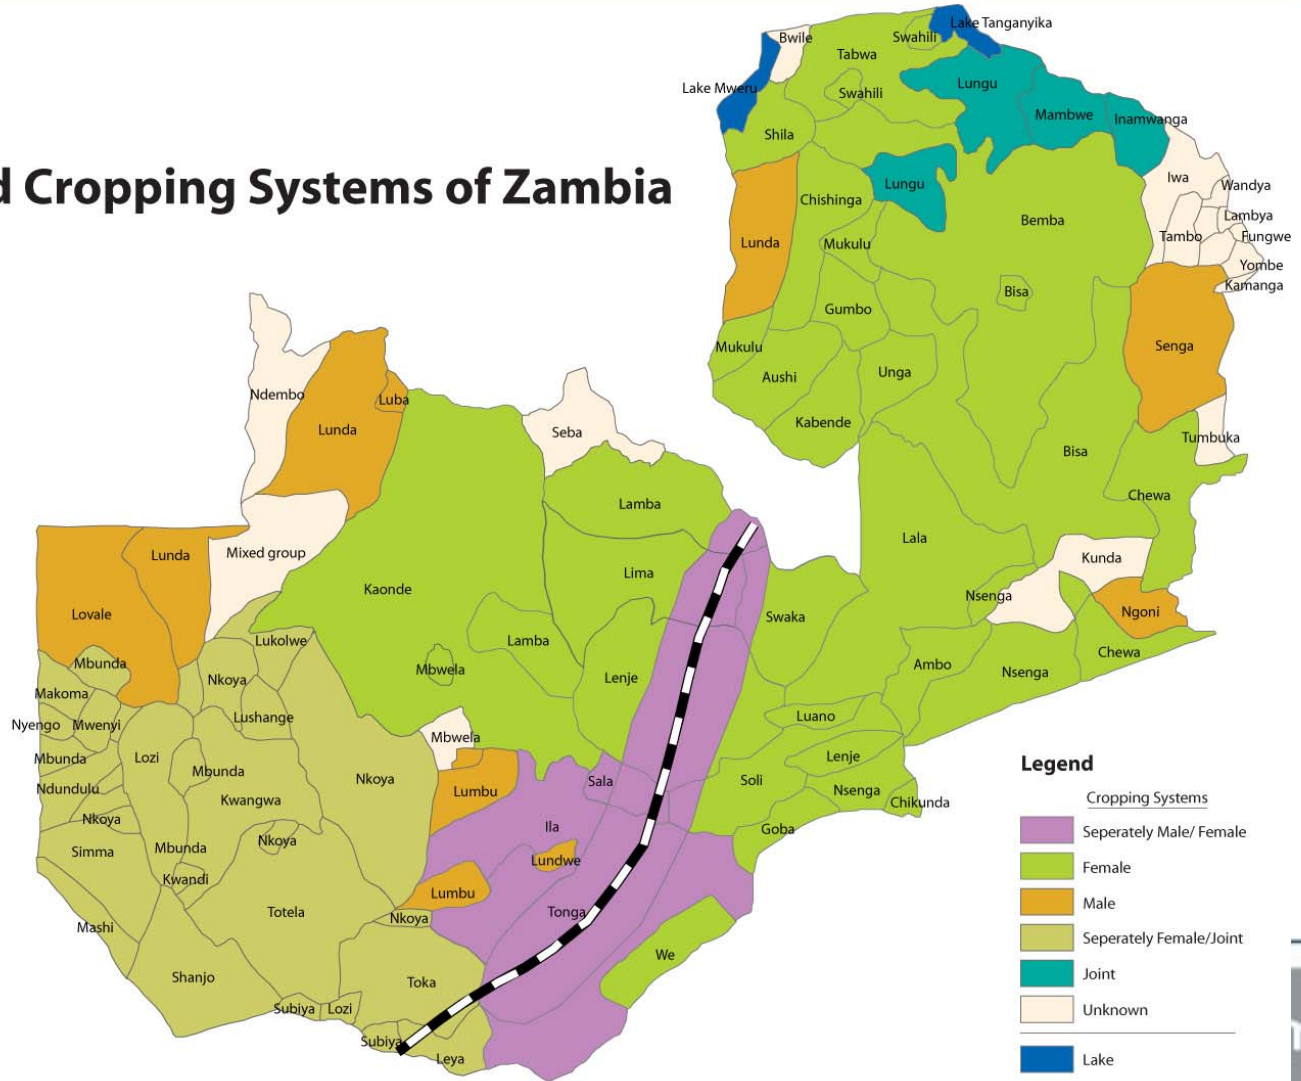 d Cropping Systems of Zambia
Lake Tanganyika
Bwile
Swahili
Tabwa
Lake Mweru
Swahili
Lungu
Mambwe
Inamwanga
Shila
Iwa
Wandya
Lungu
Chishinga
Lambya
Bemba
Tambo
Fungwe
Lunda
Mukulu
Yombe
Kamanga
Bisa
Gumbo
Mukulu
Senga
Aushi
Unga
Ndembo
Luba
Kabende
Lunda
Seba
Tumbuka
Bisa
Chewa
Lamba
Lala
Mixed group
Lunda
Kunda
Lima
Kaonde
Nsenga
Lovale
Swaka
Ngoni
Lukolwe
Lamba
Chewa
Mbunda
Mbwela
Ambo
Nsenga
Nkoya
Lenje
Makoma
Lushange
Luano
Nyengo
Mwenyi
Mbwela
Mbunda
Lozi
Lenje
Mbunda
Nkoya
Sala
Soli
Ndundulu
Lumbu
Nsenga
Kwangwa
Chikunda
Nkoya
Ila
Goba
Nkoya
Simma
Mbunda
Lundwe
Kwandi
Lumbu
Totela
Nkoya
Tonga
Mashi
We
Shanjo
Toka
Subiya
Lozi
Subiya
Leya
Legend
Cropping Systems
Seperately Male/ Female
Female
Male
Seperately Female/Joint
Joint
Unknown
Lake